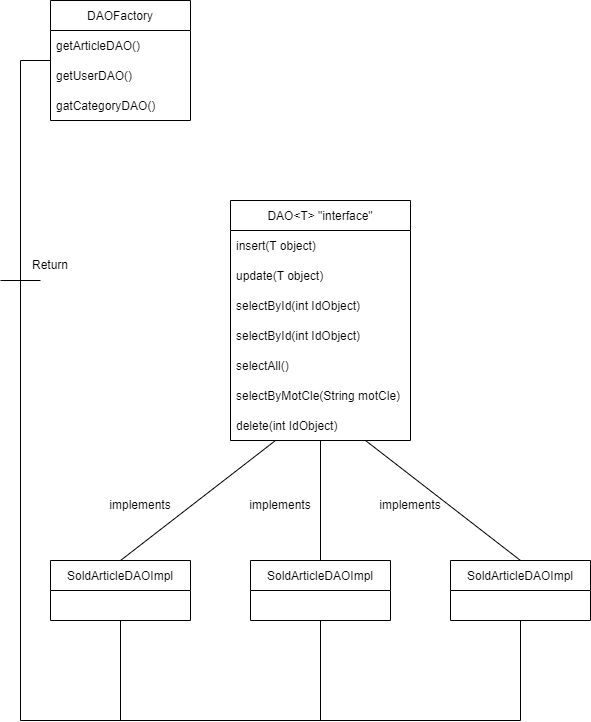 DAOFactory
getArticleDAO()
getUserDAO()
gatCategoryDAO()
Return
DAO<T> "interface"
insert(T object)
update(T object)
selectById(int IdObject)
selectById(int IdObject)
selectAll()
selectByMotCle(String motCle)
delete(int IdObject)
implements
implements
implements
SoldArticleDAOImpl
SoldArticleDAOImpl
SoldArticleDAOImpl